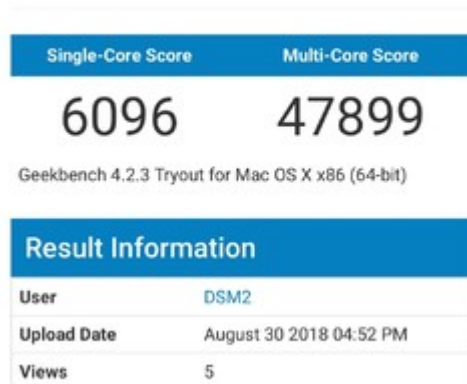 Single-Core Score Multi-Core Score
6096 47899
Geekbench 4.2.3 Tryout for Mac OS X x86 (64-bit)
Result Information
User DSM2
Upload Date August 30 2018 04:52 PM
Views 5